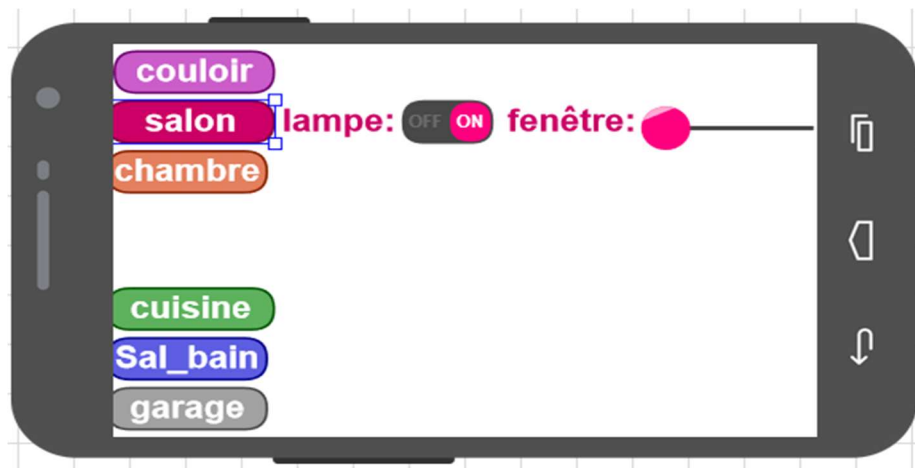 couloir
salon lampe: OFF ON fenêtre:
chambre
cuisine
Sal_bain
garage